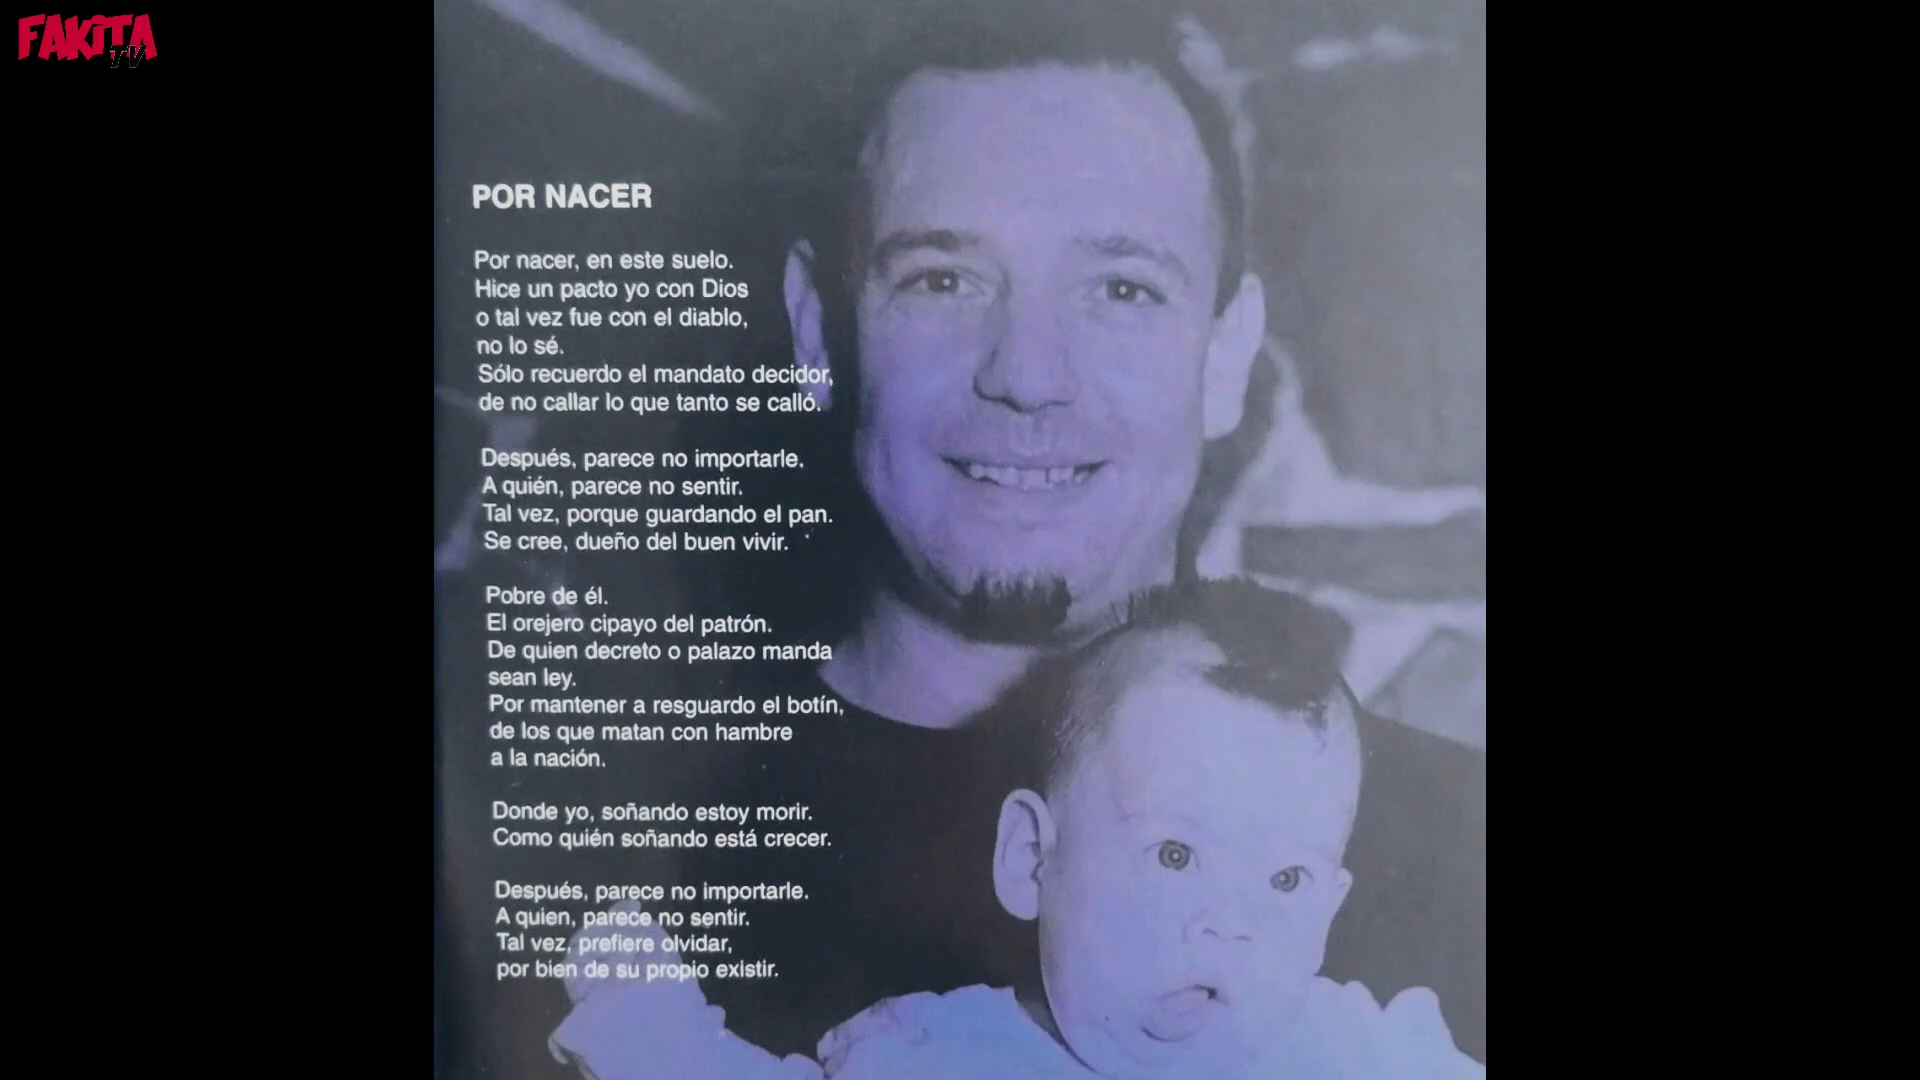 FAKITA
TV
POR NACER
Por nacer, en este suelo.
Hice un pacto yo con Dios
o tal vez fue con el diablo,
no lo sé.
Sólo recuerdo el mandato decidor,
de no callar lo que tanto se calló.
Después, parece no importarle.
A quién, parece no sentir.
Tal vez, porque guardando el pan.
Se cree, dueño del buen vivir.
Pobre de él.
El orejero cipayo del patrón.
De quien decreto o palazo manda
sean ley.
Por mantener a resguardo el botín,
de los que matan con hambre
a la nación.
Donde yo, soñando estoy morir.
Como quién soñando está crecer.
Después, parece no importarle.
A quien, parece no sentir.
Tal vez, prefiere olvidar,
por bien de su propio existir.